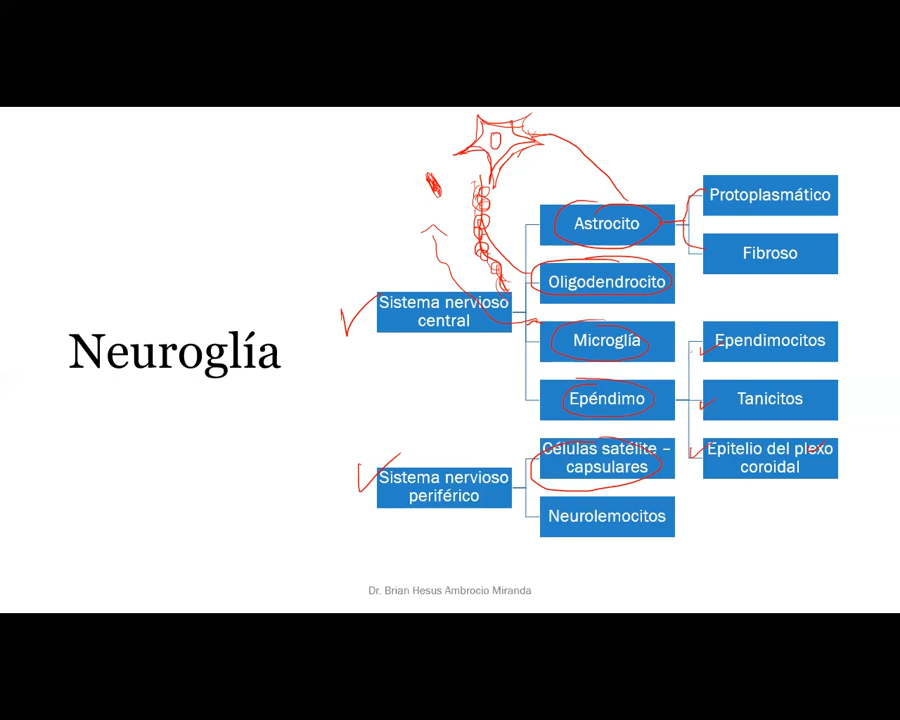 Neuroglía
Sistema nervioso
central
Astrocito
Protoplasmático
Fibroso
Oligodendrocito
Microglía
Epéndimo
Ependimocitos
Tanicitos
Epitelio del plexo
coroidal
Sistema nervioso
periférico
Células satélite –
capsulares
Neurolemocitos
Dr. Brian Hesus Ambrocio Miranda